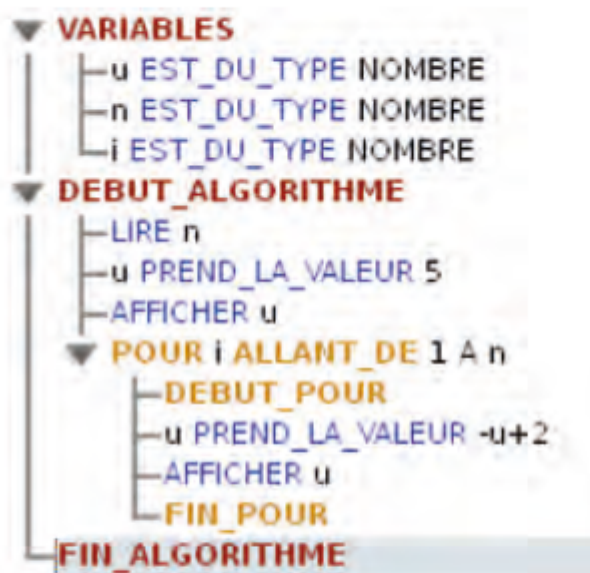 VARIABLES
u EST_DU_TYPE NOMBRE
n EST_DU_TYPE NOMBRE
i EST_DU_TYPE NOMBRE
DEBUT_ALGORITHME
LIRE n
u PREND_LA_VALEUR 5
AFFICHER u
POUR i ALLANT_DE 1 A n
DEBUT_POUR
u PREND_LA_VALEUR -u+2
AFFICHER u
FIN_POUR
FIN_ALGORITHME